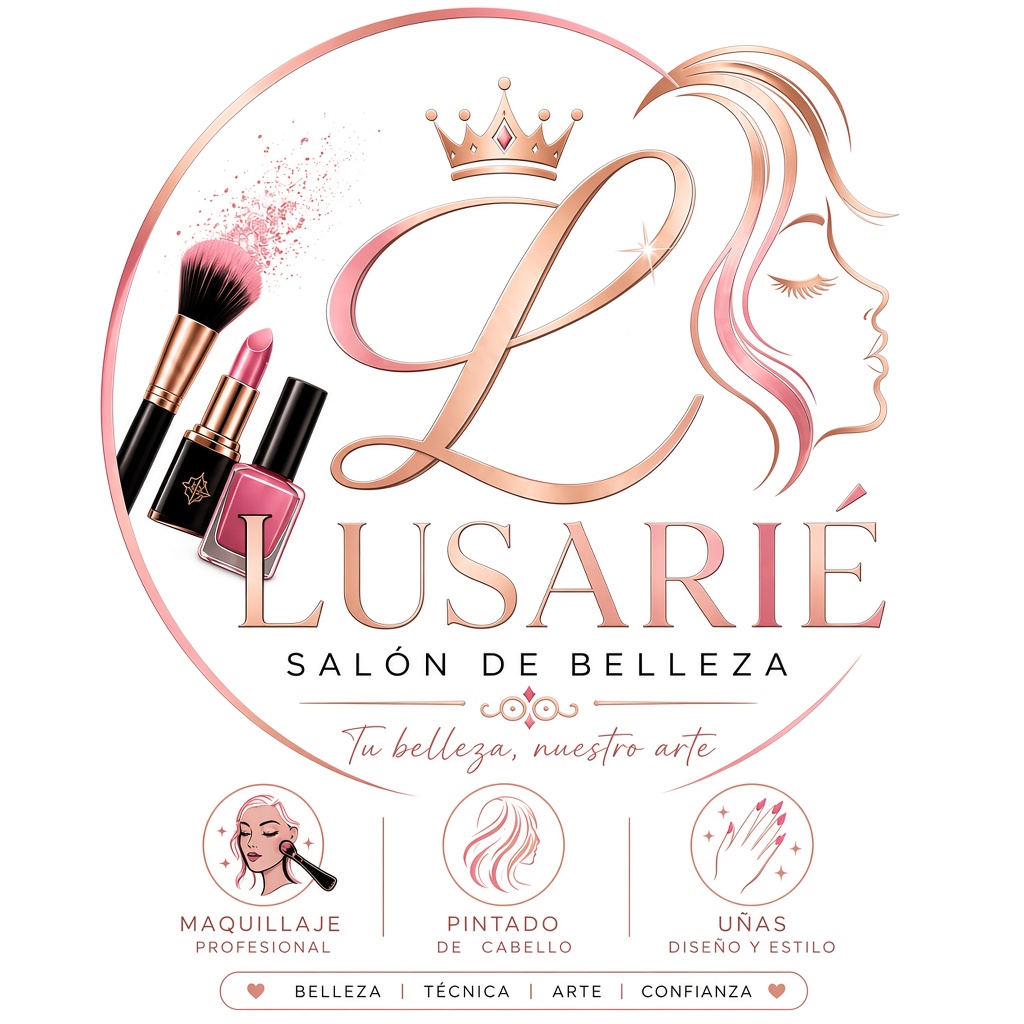 L
LUSARIÉ
SALÓN DE BELLEZA
Tu belleza, nuestro arte
MAQUILLAJE
PROFESIONAL
PINTADO
DE CABELLO
UÑAS
DISEÑO Y ESTILO
BELLEZA | TÉCNICA | ARTE | CONFIANZA